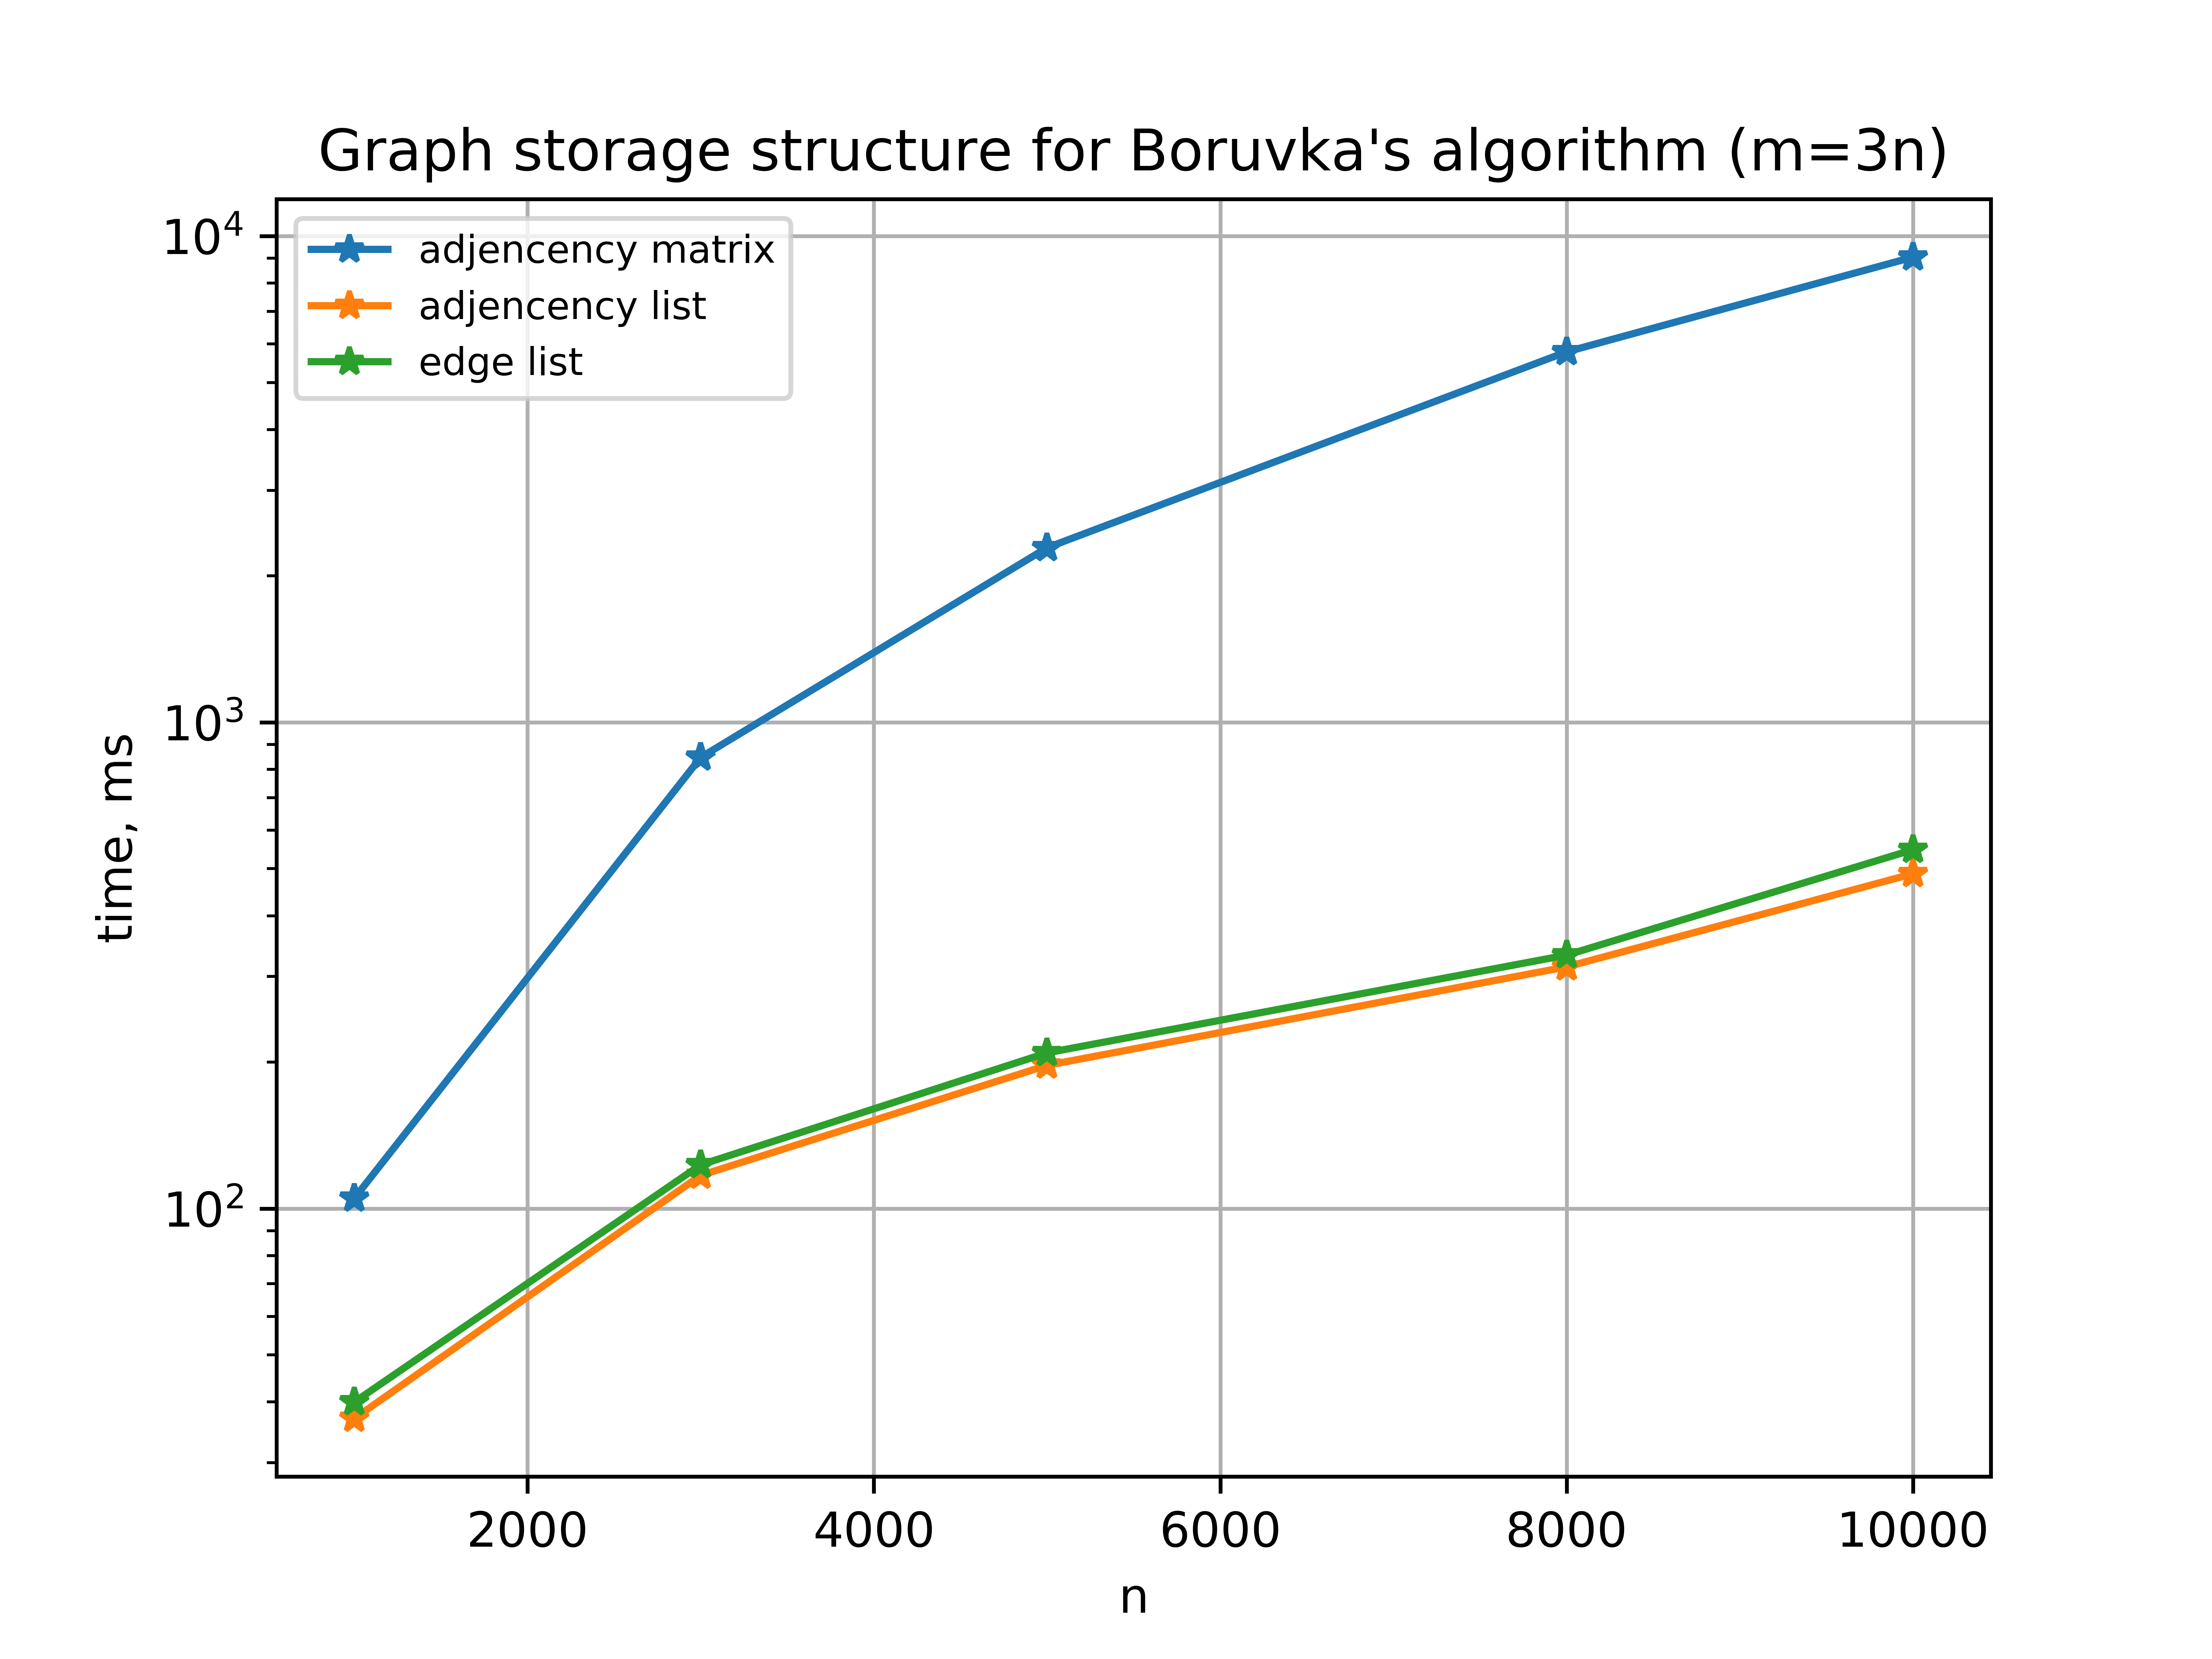 Graph storage structure for Boruvka's algorithm (m=3n)
adjencency matrix
adjencency list
edge list
10⁴
10³
10²
time, ms
2000 4000 6000 8000 10000
n